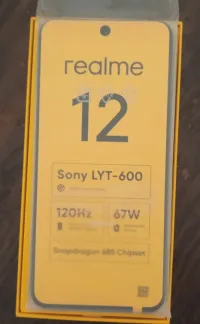 realme
12
Sony LYT-600
120Hz 67W
Snapdragon 685 Chipset